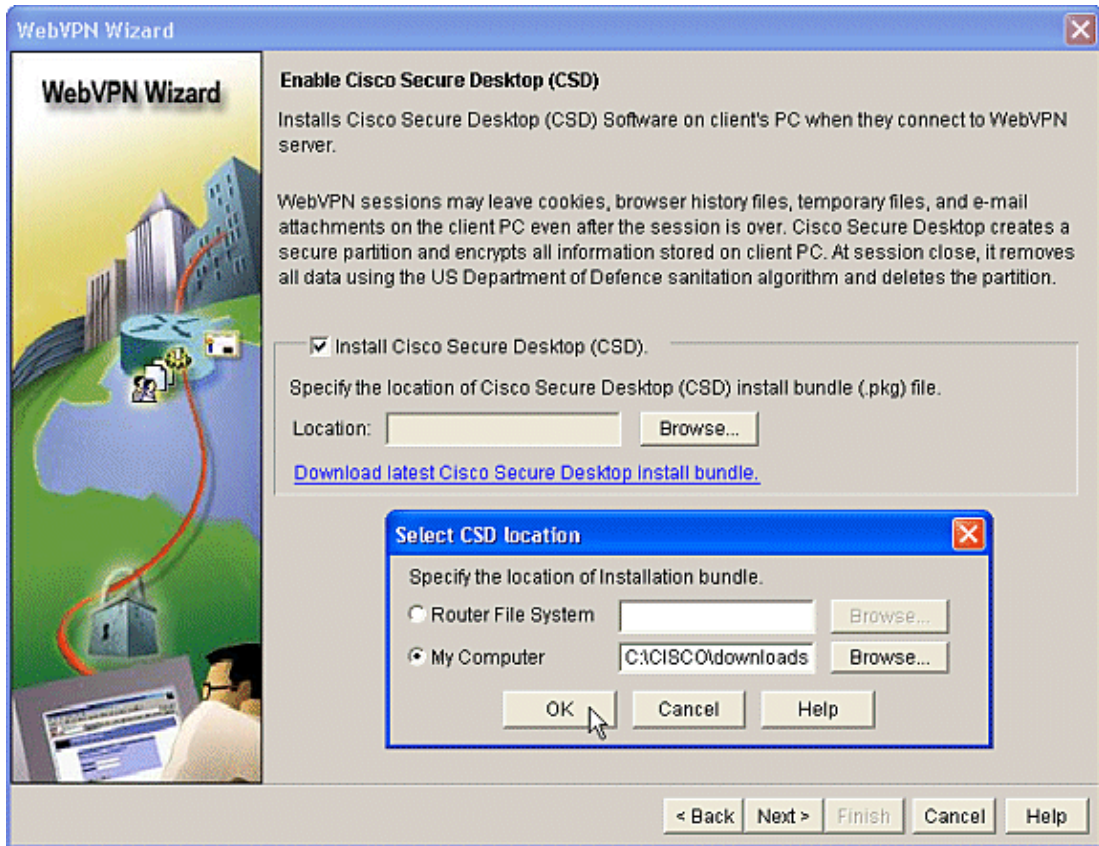 WebVPN Wizard
WebVPN Wizard
Enable Cisco Secure Desktop (CSD)
Installs Cisco Secure Desktop (CSD) Software on client's PC when they connect to WebVPN
server.
WebVPN sessions may leave cookies, browser history files, temporary files, and e-mail
attachments on the client PC even after the session is over. Cisco Secure Desktop creates a
secure partition and encrypts all information stored on client PC. At session close, it removes
all data using the US Department of Defence sanitation algorithm and deletes the partition.
Install Cisco Secure Desktop (CSD).
Specify the location of Cisco Secure Desktop (CSD) install bundle (.pkg) file.
Location: Browse...
Download latest Cisco Secure Desktop install bundle.
Select CSD location
Specify the location of Installation bundle.
Router File System Browse...
My Computer C:\CISCO\downloads Browse...
OK Cancel Help
< Back Next > Finish Cancel Help